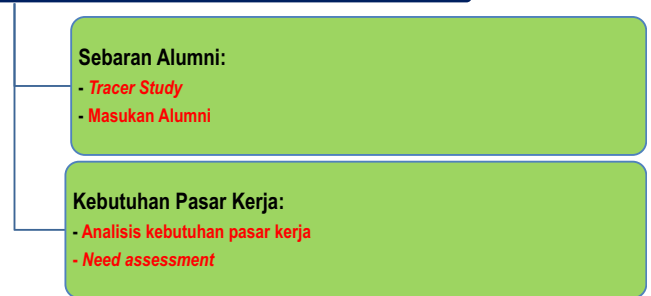 Sebaran Alumni:
- Tracer Study
- Masukan Alumni
Kebutuhan Pasar Kerja:
- Analisis kebutuhan pasar kerja
- Need assessment